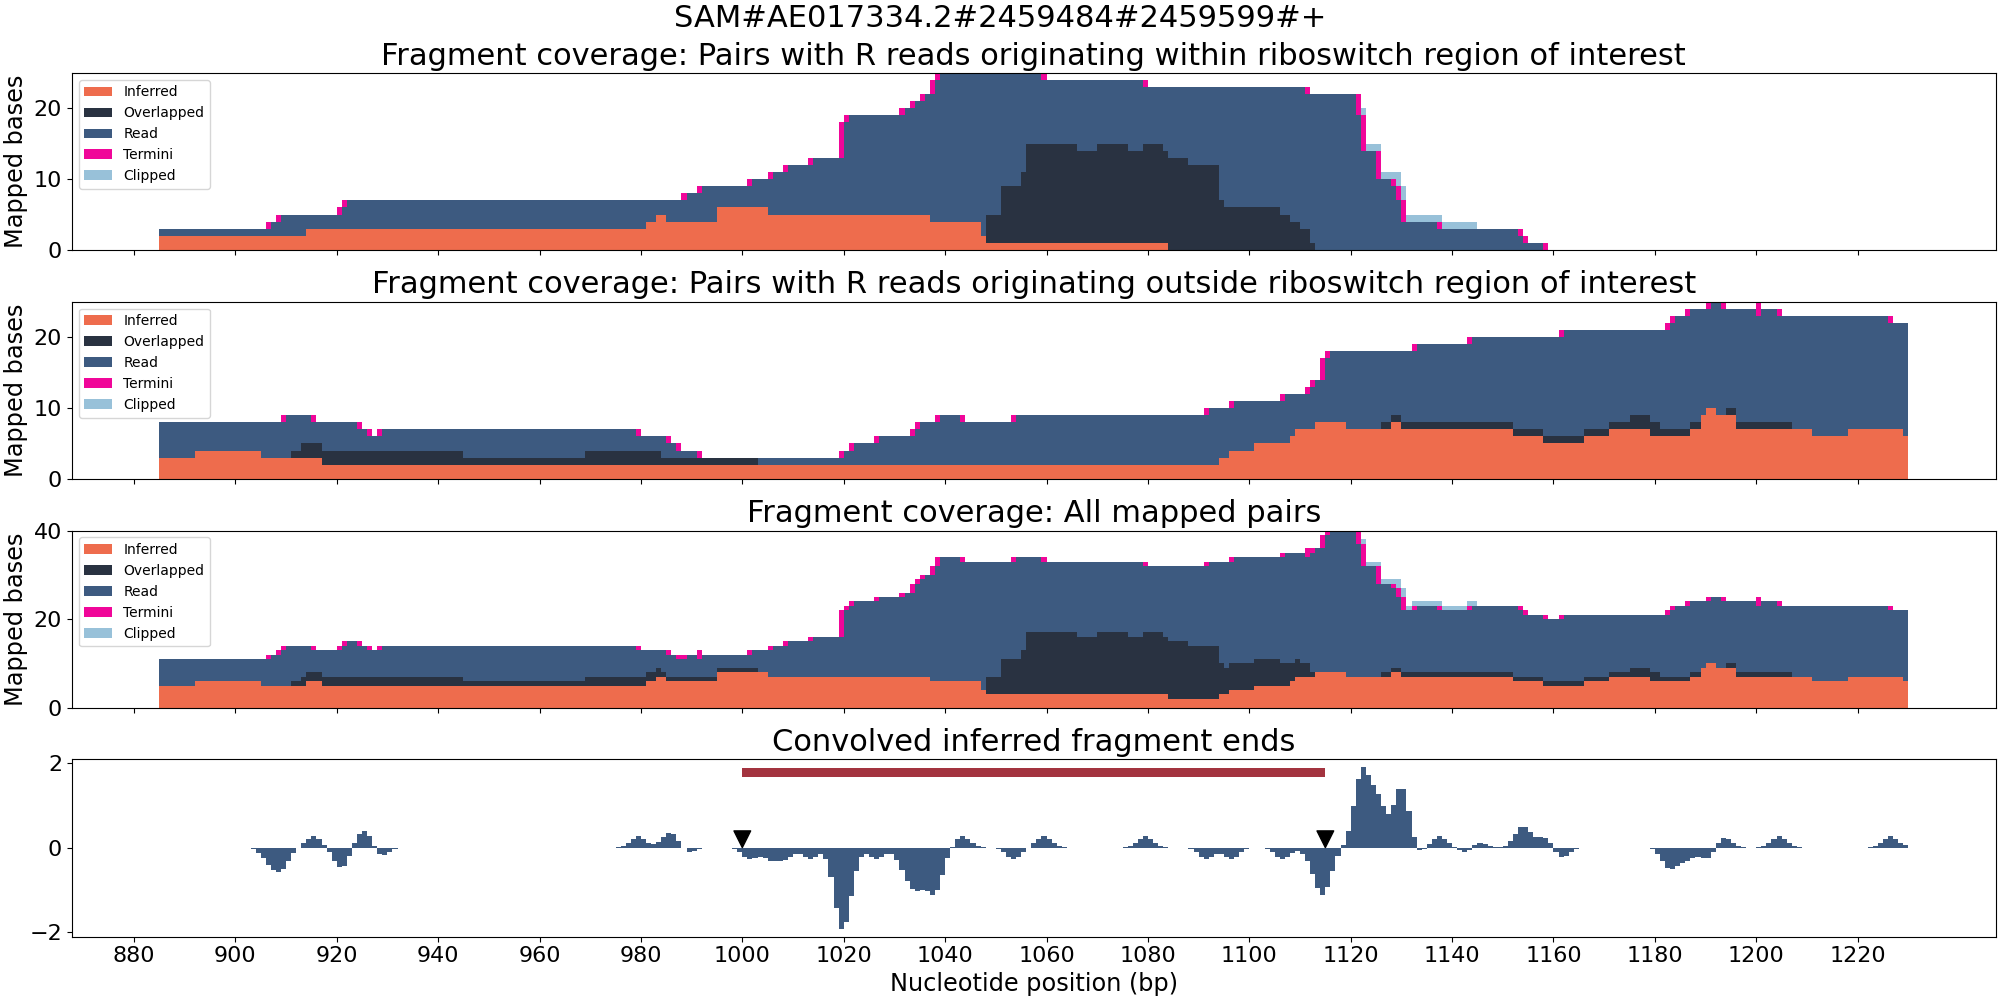 SAM#AE017334.2#2459484#2459599#+
Fragment coverage: Pairs with R reads originating within riboswitch region of interest
Mapped bases
20
10
0
Inferred
Overlapped
Read
Termini
Clipped
Fragment coverage: Pairs with R reads originating outside riboswitch region of interest
Mapped bases
20
10
0
Inferred
Overlapped
Read
Termini
Clipped
Fragment coverage: All mapped pairs
Mapped bases
40
20
0
Inferred
Overlapped
Read
Termini
Clipped
Convolved inferred fragment ends
2
0
−2
880 900 920 940 960 980 1000 1020 1040 1060 1080 1100 1120 1140 1160 1180 1200 1220
Nucleotide position (bp)